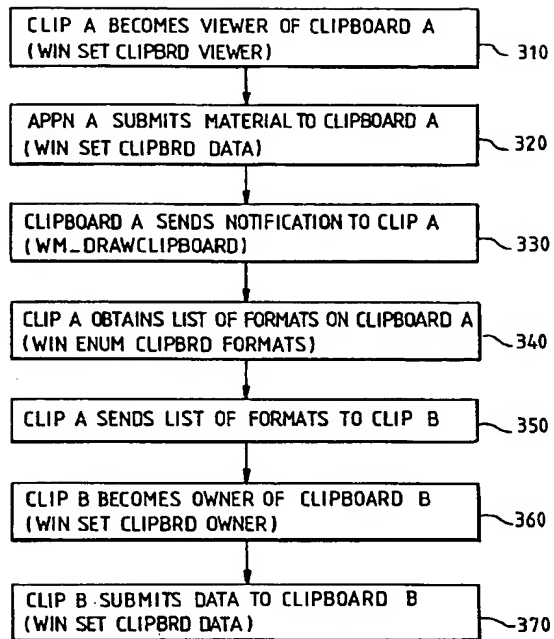 CLIP A BECOMES VIEWER OF CLIPBOARD A
(WIN SET CLIPBRD VIEWER)
310
APPN A SUBMITS MATERIAL TO CLIPBOARD A
(WIN SET CLIPBRD DATA)
320
CLIPBOARD A SENDS NOTIFICATION TO CLIP A
(WM_DRAWCLIPBOARD)
330
CLIP A OBTAINS LIST OF FORMATS ON CLIPBOARD A
(WIN ENUM CLIPBRD FORMATS)
340
CLIP A SENDS LIST OF FORMATS TO CLIP B
350
CLIP B BECOMES OWNER OF CLIPBOARD B
(WIN SET CLIPBRD OWNER)
360
CLIP B SUBMITS DATA TO CLIPBOARD B
(WIN SET CLIPBRD DATA)
370